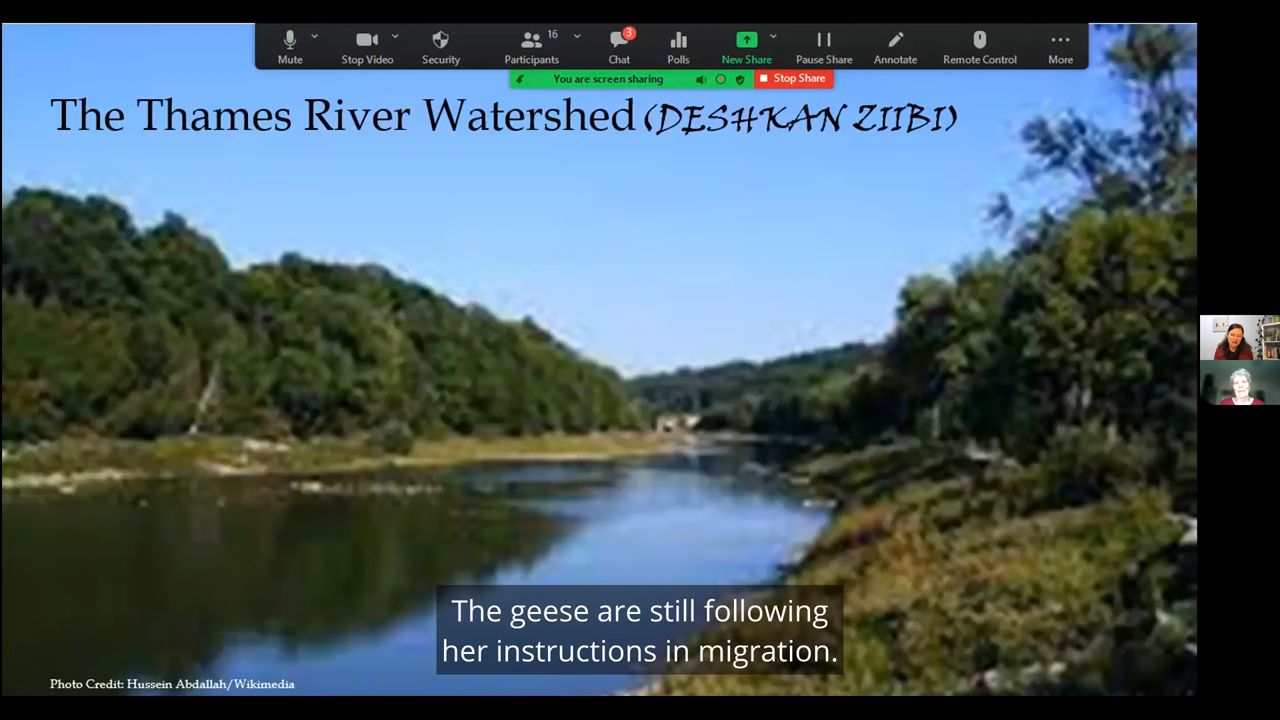 16
3
Mute
Stop Video
Security
Participants
Chat
Polls
New Share
Pause Share
Annotate
Remote Control
More
You are screen sharing
Stop Share
The Thames River Watershed (DESHKAN ZIIBI)
The geese are still following
her instructions in migration.
Photo Credit: Hussein Abdallah/Wikimedia